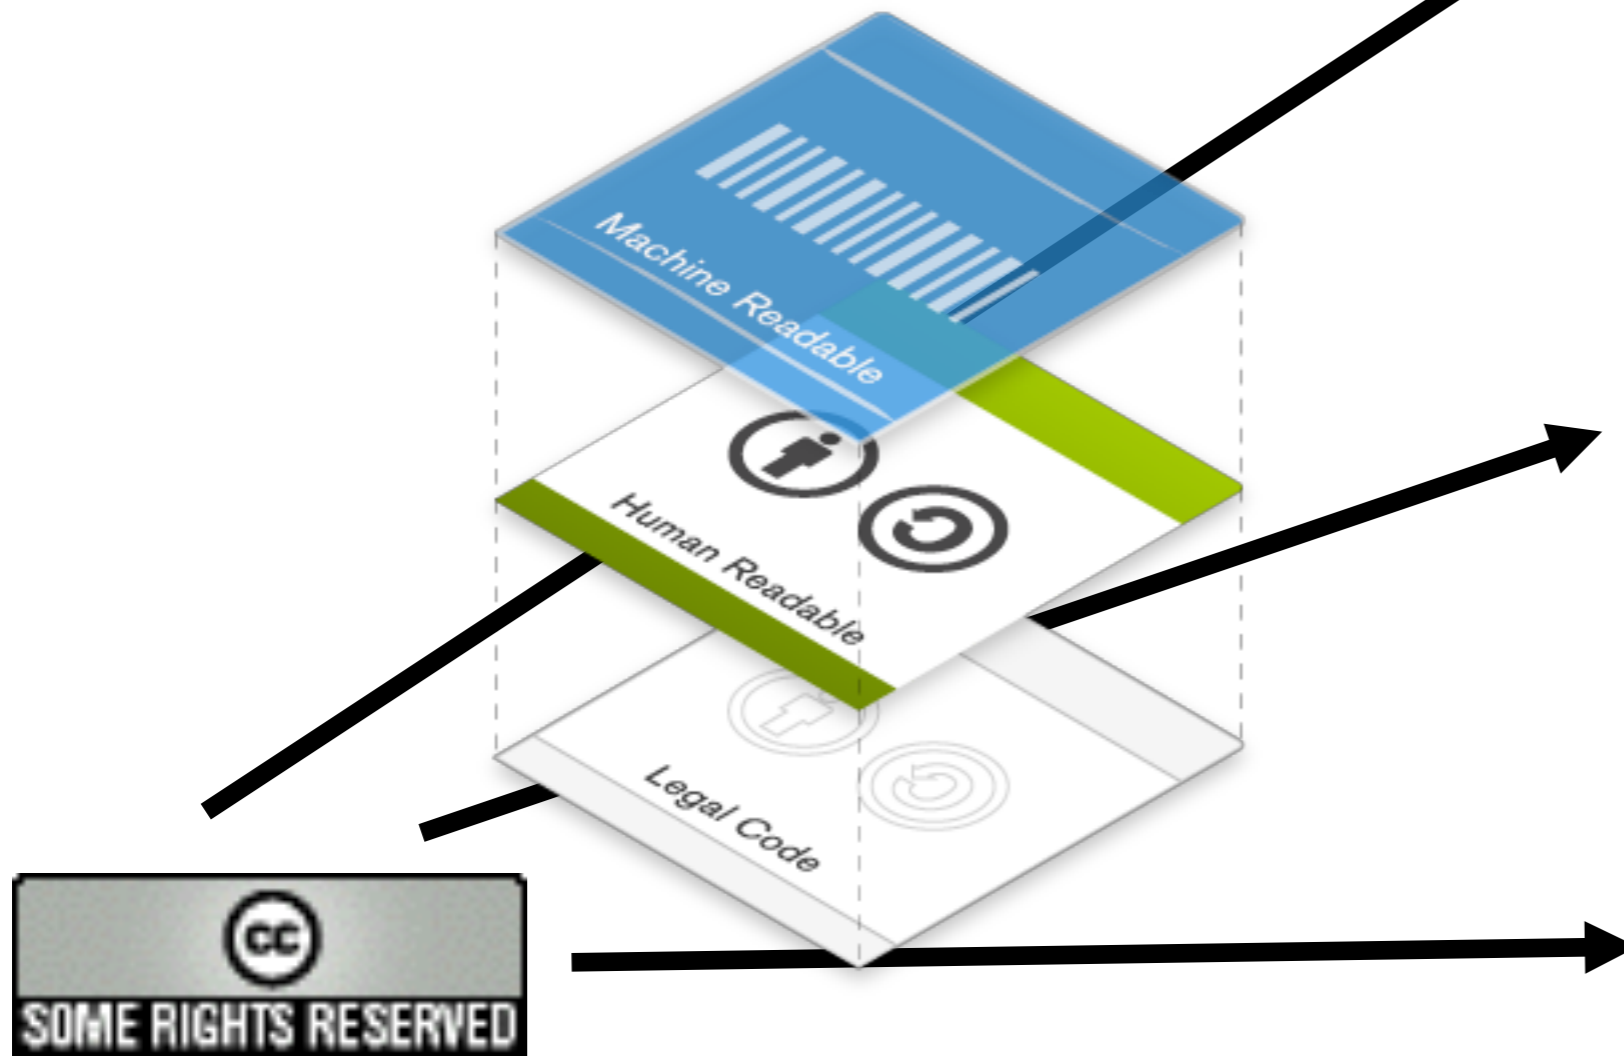 Machine Readable
Human Readable
Legal Code
cc
SOME RIGHTS RESERVED